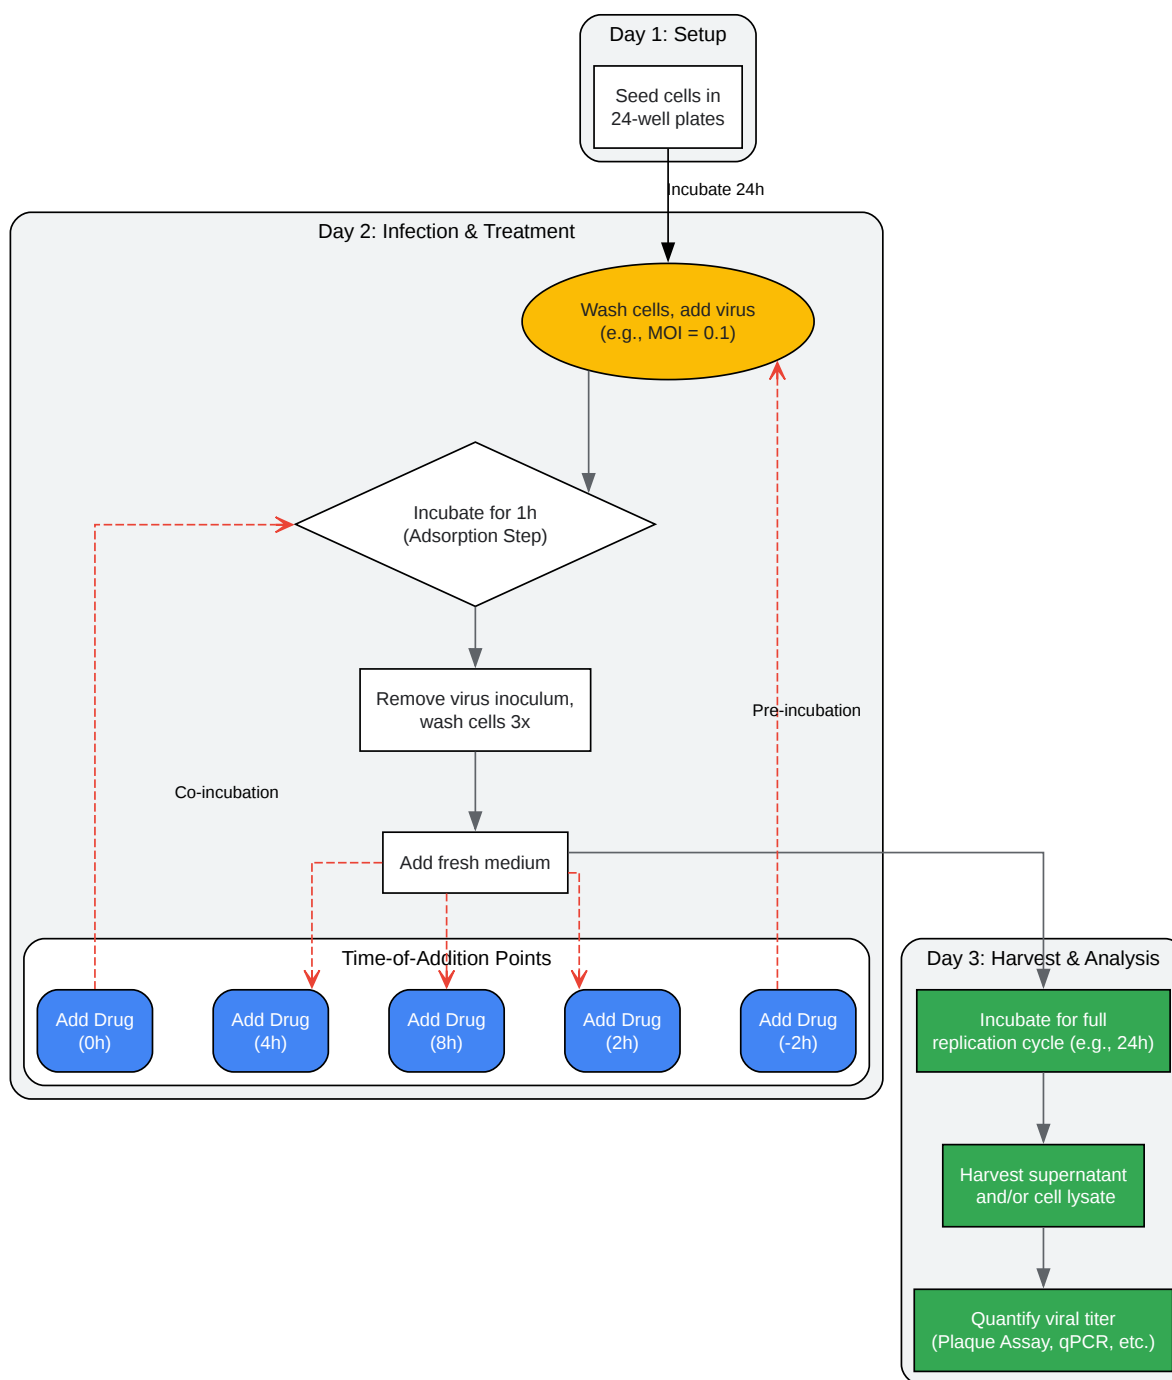 Day 1: Setup
Seed cells in
24-well plates
Incubate 24h
Day 2: Infection & Treatment
Wash cells, add virus
(e.g., MOI = 0.1)
Incubate for 1h
(Adsorption Step)
Remove virus inoculum,
wash cells 3x
Pre-incubation
Co-incubation
Add fresh medium
Time-of-Addition Points
Add Drug
(0h)
Add Drug
(4h)
Add Drug
(8h)
Add Drug
(2h)
Add Drug
(-2h)
Day 3: Harvest & Analysis
Incubate for full
replication cycle (e.g., 24h)
Harvest supernatant
and/or cell lysate
Quantify viral titer
(Plaque Assay, qPCR, etc.)